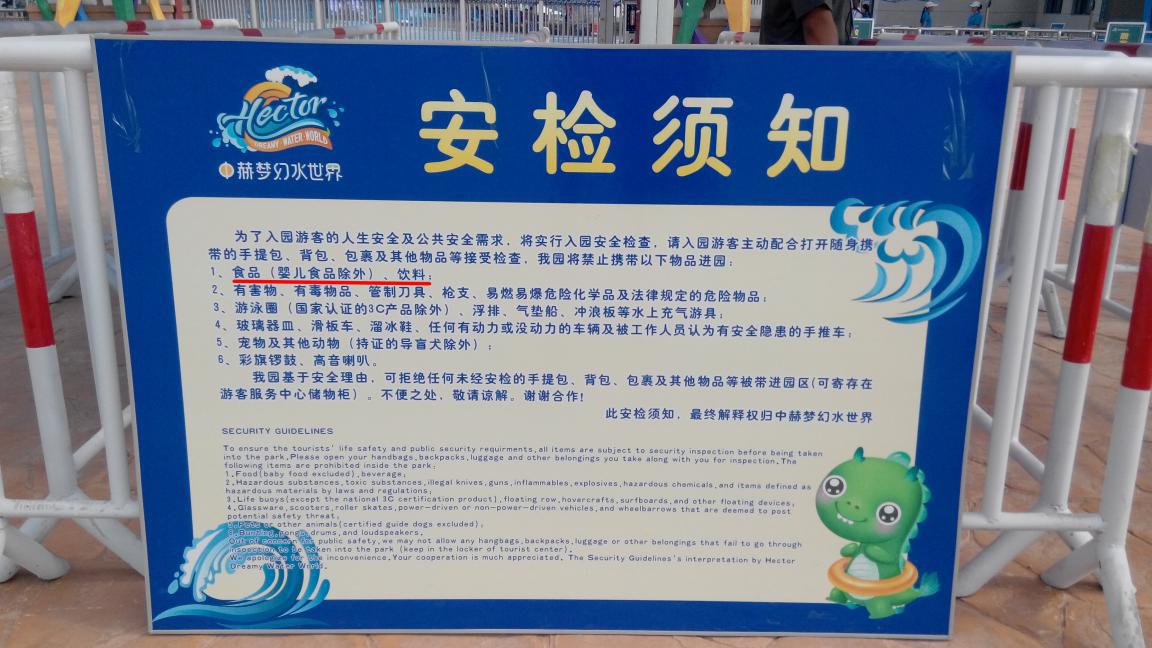 Hector
DREAMY·WATER·WORLD
中赫梦幻水世界
安检须知
为了入园游客的人生安全及公共安全需求，将实行入园安全检查，请入园游客主动配合打开随身携
带的手提包、背包、包裹及其他物品等接受检查，我园将禁止携带以下物品进园：
1、食品（婴儿食品除外）、饮料；
2、有害物、有毒物品、管制刀具、枪支、易燃易爆危险化学品及法律规定的危险物品；
3、游泳圈（国家认证的3C产品除外）、浮排、气垫船、冲浪板等水上充气游具；
4、玻璃器皿、滑板车、溜冰鞋、任何有动力或没动力的车辆及被工作人员认为有安全隐患的手推车；
5、宠物及其他动物（持证的导盲犬除外）；
6、彩旗锣鼓、高音喇叭。
我园基于安全理由，可拒绝任何未经安检的手提包、背包、包裹及其他物品等被带进园区(可寄存在
游客服务中心储物柜）。不便之处，敬请谅解。谢谢合作!
此安检须知，最终解释权归中赫梦幻水世界
SECURITY GUIDELINES
To ensure the tourists' life safety and public security requirments,all items are subject to security inspection before being taken
into the park.Please open your handbags,backpacks,luggage and other belongings you take along with you for inspection.The
following items are prohibited inside the park:
1,Food(baby food excluded),beverage;
2,Hazardous substances,toxic substances,illegal knives,guns,inflammables,explosives,hazardous chemicals,and items defined as
hazardous materials by laws and regulations;
3,Life buoys(except the national 3C certification product),floating row,hovercrafts,surfboards,and other floating devices;
4,Glassware,scooters,roller skates,power-driven or non-power-driven vehicles,and wheelbarrows that are deemed to post
potential safety threat;
5,Pets or other animals(certified guide dogs excluded);
6,Bunting,gongs,drums,and loudspeakers.
Out of concern for public safety,we may not allow any hangbags,backpacks,luggage or other belongings that fail to go through
inspection to be taken into the park (keep in the locker of tourist center).
We apologize for the inconvenience.Your cooperation is much appreciated. The Security Guidelines's interpretation by Hector
Dreamy Water World.